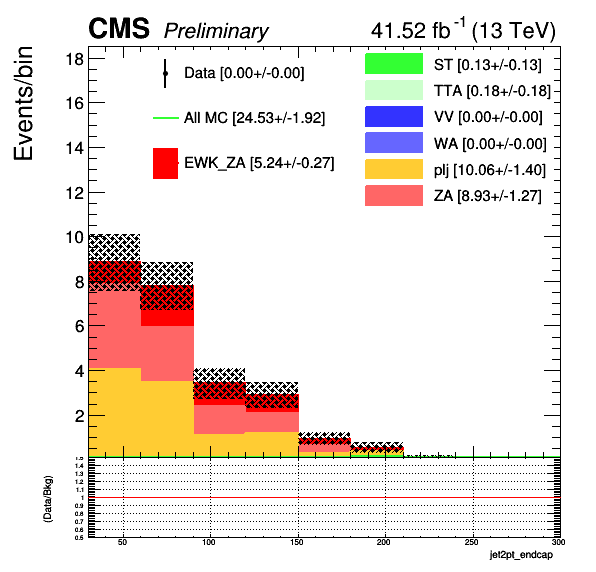 CMS Preliminary 41.52 fb⁻¹ (13 TeV)
Events/bin
18
16
14
12
10
8
6
4
2
Data [0.00+/-0.00]
All MC [24.53+/-1.92]
EWK_ZA [5.24+/-0.27]
ST [0.13+/-0.13]
TTA [0.18+/-0.18]
VV [0.00+/-0.00]
WA [0.00+/-0.00]
plj [10.06+/-1.40]
ZA [8.93+/-1.27]
(Data/Bkg)
1.5
1.4
1.3
1.2
1.1
1
0.9
0.8
0.7
0.6
0.5
50 100 150 200 250 300
jet2pt_endcap